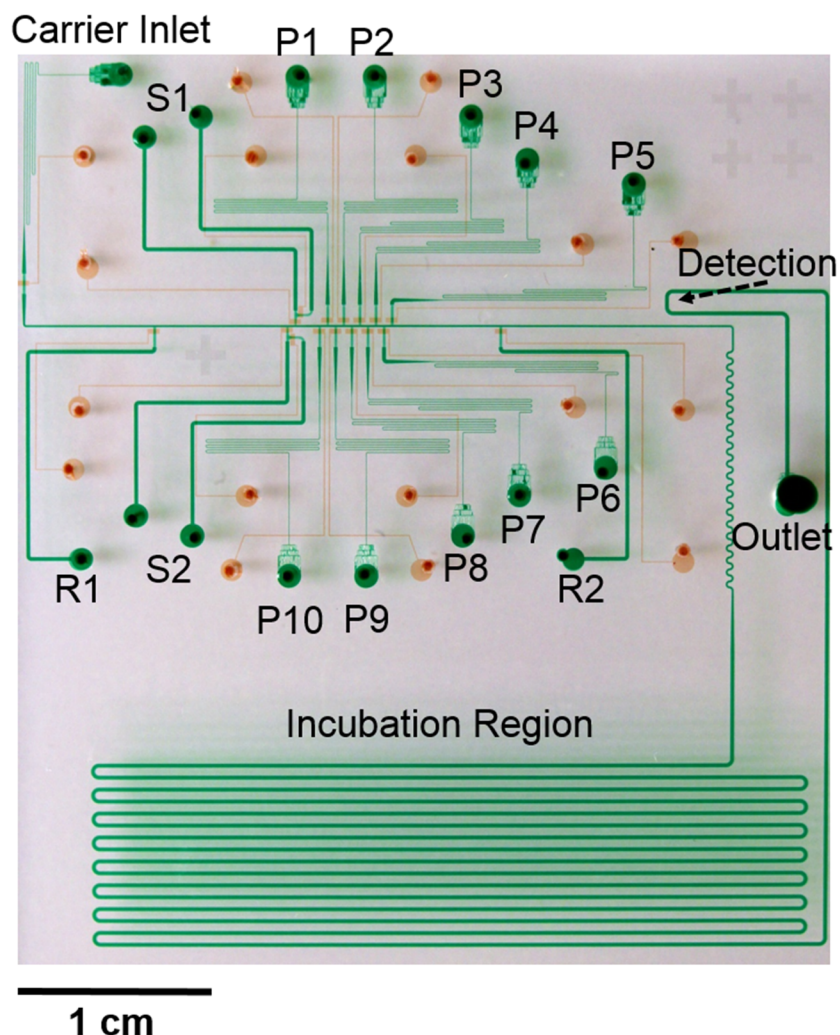 Carrier Inlet
P1
P2
P3
S1
P4
P5
Detection
P6
P7
Outlet
P8
S2
R1
R2
P10
P9
Incubation Region
1 cm